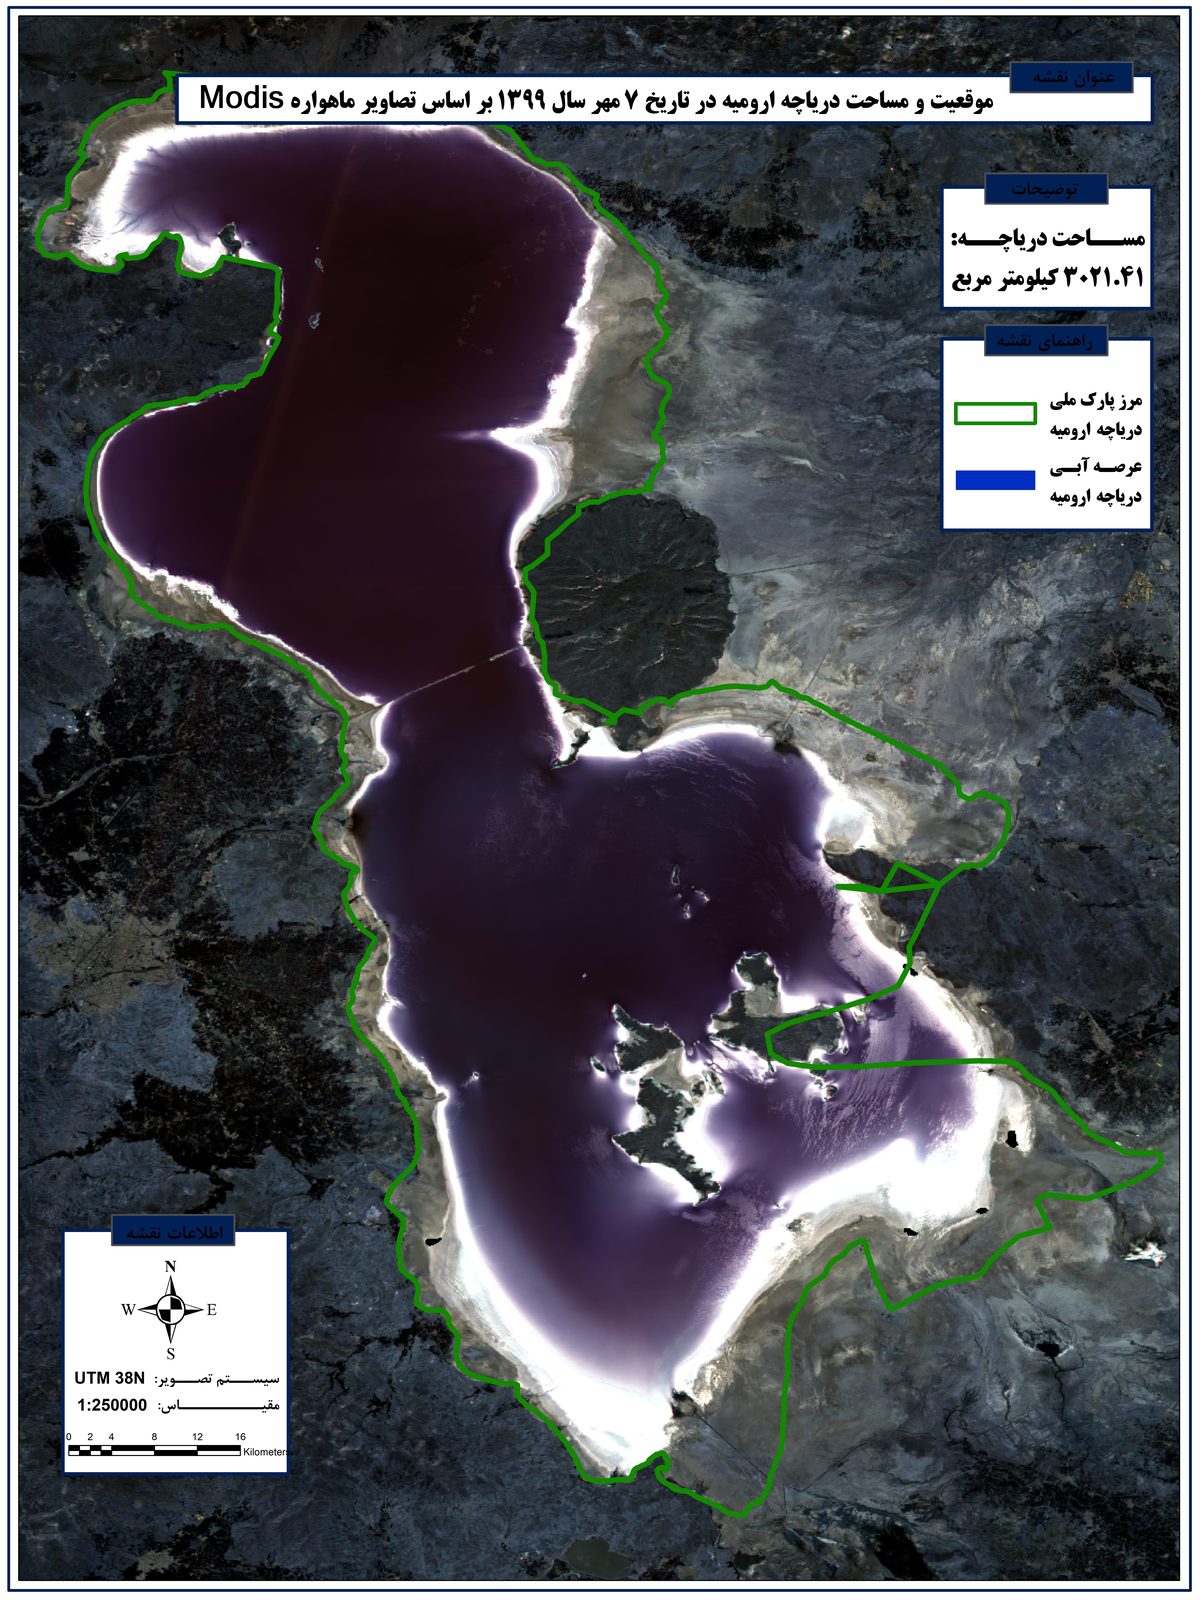 عنوان نقشه
موقعیت و مساحت دریاچه ارومیه در تاریخ ۷ مهر سال ۱۳۹۹ بر اساس تصاویر ماهواره Modis
توضیحات
مساحت دریاچه:
۳۰۲۱.۴۱ کیلومتر مربع
راهنمای نقشه
مرز پارک ملی
دریاچه ارومیه
عرصه آبی
دریاچه ارومیه
اطلاعات نقشه
N
W E
S
سیستم تصویر: UTM 38N
مقیاس: 1:250000
0 2 4 8 12 16
Kilometers